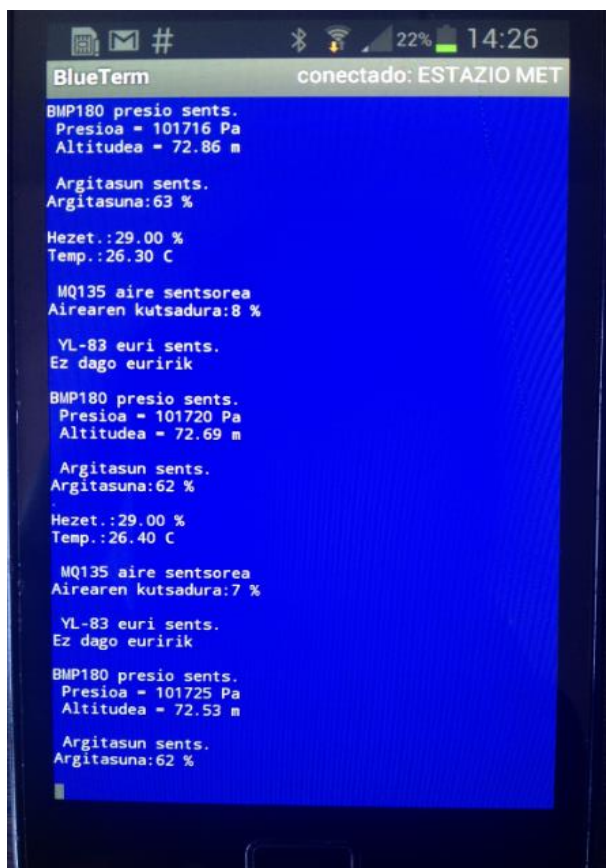 # 22% 14:26
BlueTerm conectado: ESTAZIO MET
BMP180 presio sents.
Presioa = 101716 Pa
Altitudea = 72.86 m
Argitasun sents.
Argitasuna:63 %
Hezet.:29.00 %
Temp.:26.30 C
MQ135 aire sentsorea
Airearen kutsadura:8 %
YL-83 euri sents.
Ez dago euririk
BMP180 presio sents.
Presioa = 101720 Pa
Altitudea = 72.69 m
Argitasun sents.
Argitasuna:62 %
Hezet.:29.00 %
Temp.:26.40 C
MQ135 aire sentsorea
Airearen kutsadura:7 %
YL-83 euri sents.
Ez dago euririk
BMP180 presio sents.
Presioa = 101725 Pa
Altitudea = 72.53 m
Argitasun sents.
Argitasuna:62 %